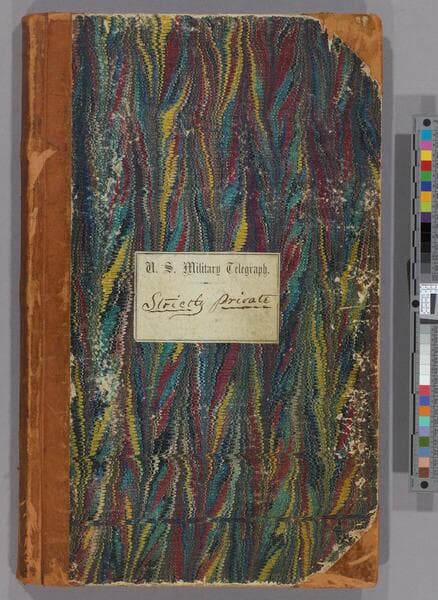 U. S. Military Telegraph.
Strictly Private